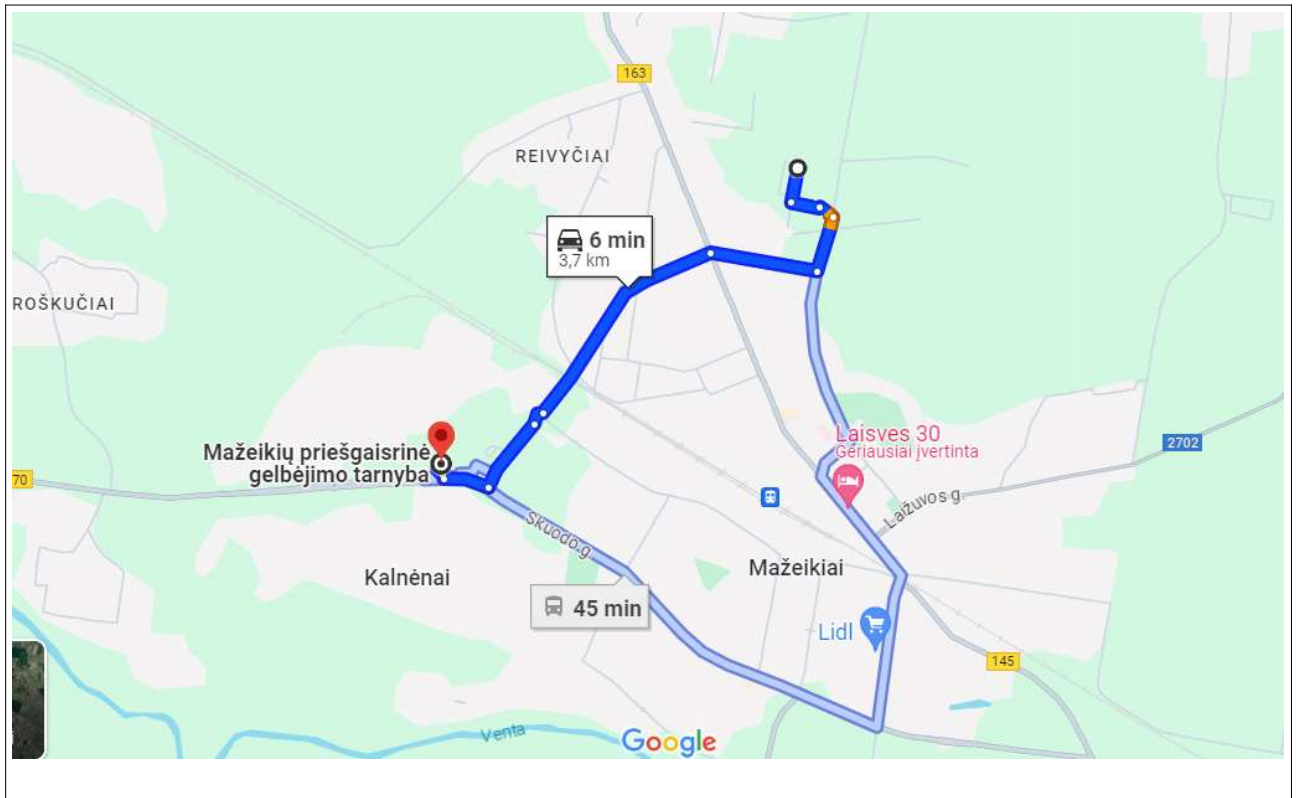 163
REIVYČIAI
6 min
3,7 km
ROŠKUČIAI
Laisves 30
Geriausiai įvertinta
2702
Mažeikių priešgaisrinė
gelbėjimo tarnyba
70
Laižuvos g.
Skuodo g.
Mažeikiai
Kalnėnai
45 min
Lidl
145
Venta
Google